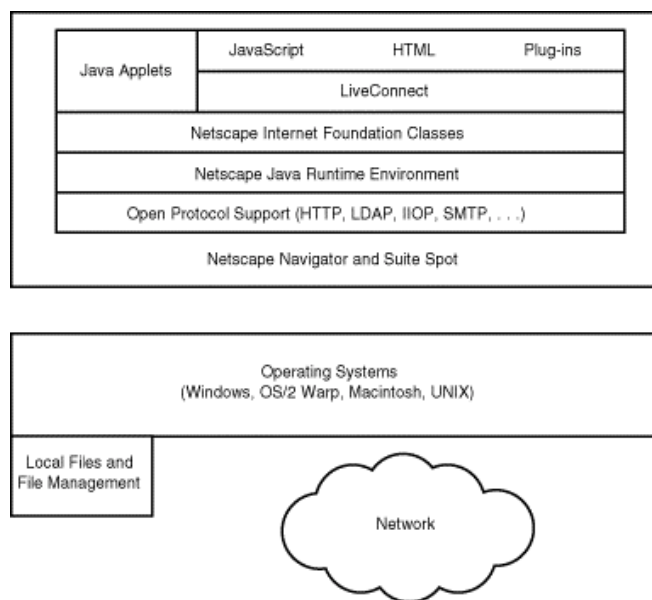 Java Applets
JavaScript HTML Plug-ins
LiveConnect
Netscape Internet Foundation Classes
Netscape Java Runtime Environment
Open Protocol Support (HTTP, LDAP, IIOP, SMTP, . . .)
Netscape Navigator and Suite Spot
Operating Systems
(Windows, OS/2 Warp, Macintosh, UNIX)
Local Files and
File Management
Network